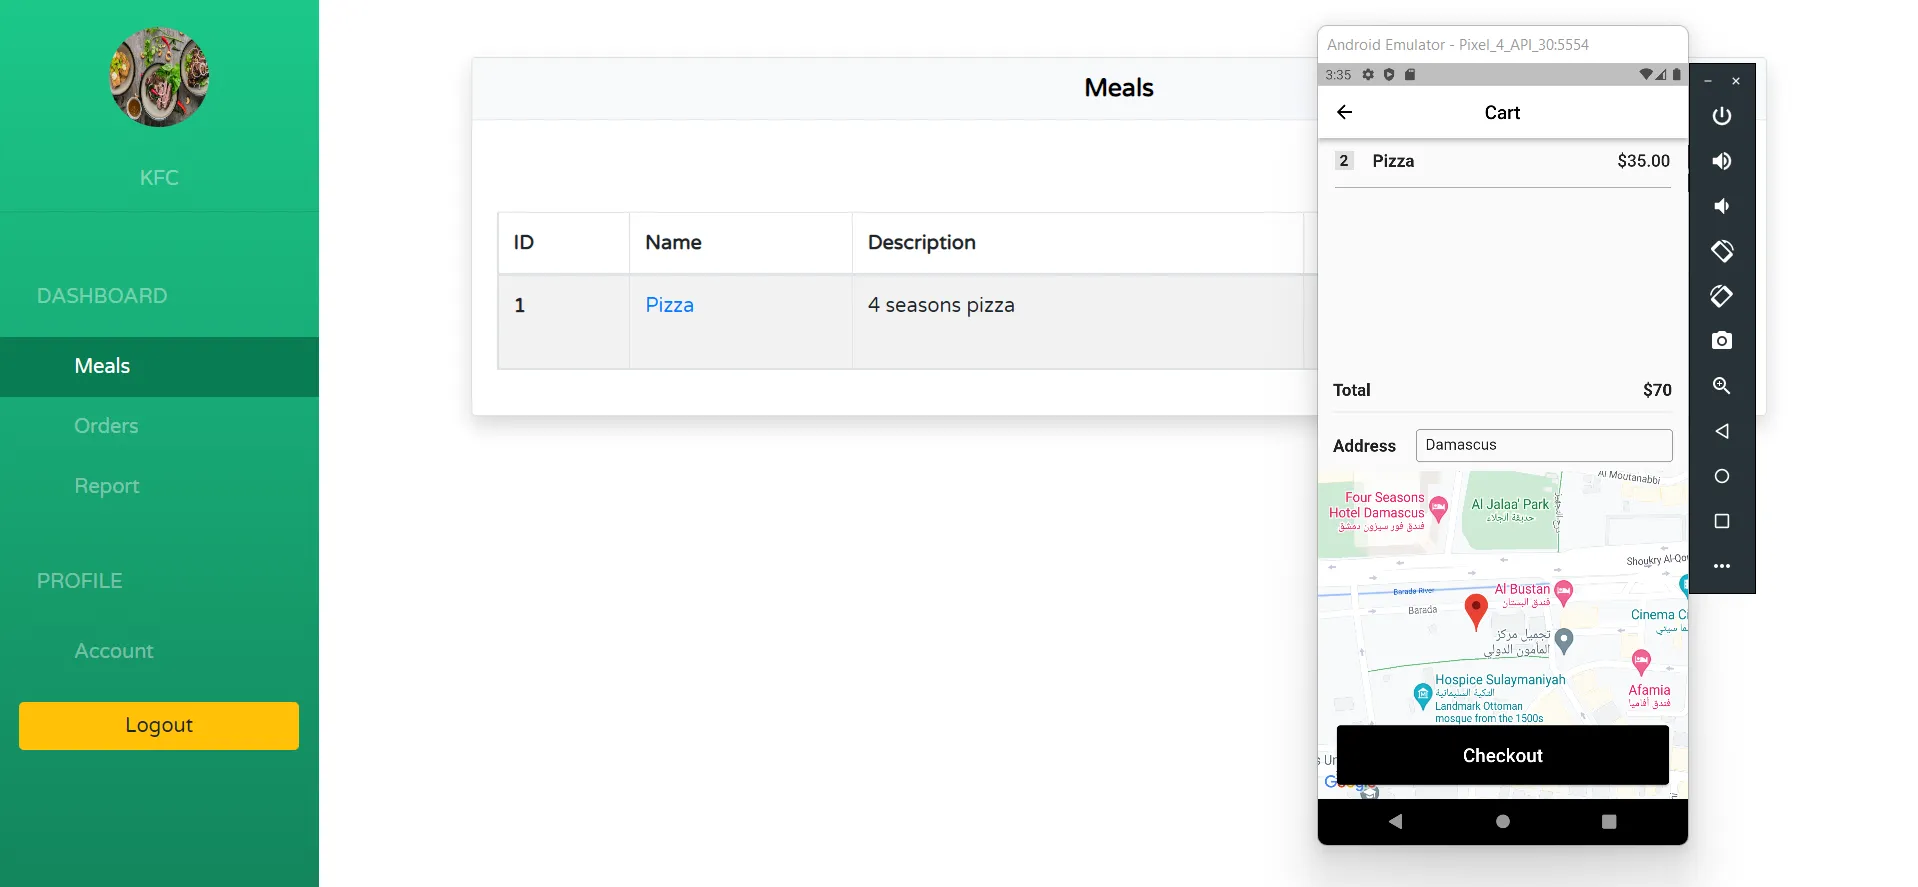 KFC
DASHBOARD
Meals
Orders
Report
PROFILE
Account
Logout
Meals
ID Name Description
1 Pizza 4 seasons pizza
Android Emulator - Pixel_4_API_30:5554
3:35
Cart
2 Pizza $35.00
Total $70
Address Damascus
Al Moutanabbi
Four Seasons
Hotel Damascus
فندق فور سيزون دمشق
Al Jalaa' Park
حديقة الجلاء
Shoukry Al-Qo
Barada River
Barada
Al Bustan
فندق البستان
Cinema Ci
تجميل مركز
المأمون الدولي
Hospice Sulaymaniyah
التكية السليمانية
Landmark Ottoman
mosque from the 1500s
Afamia
فندق أفاميا
Checkout
Google